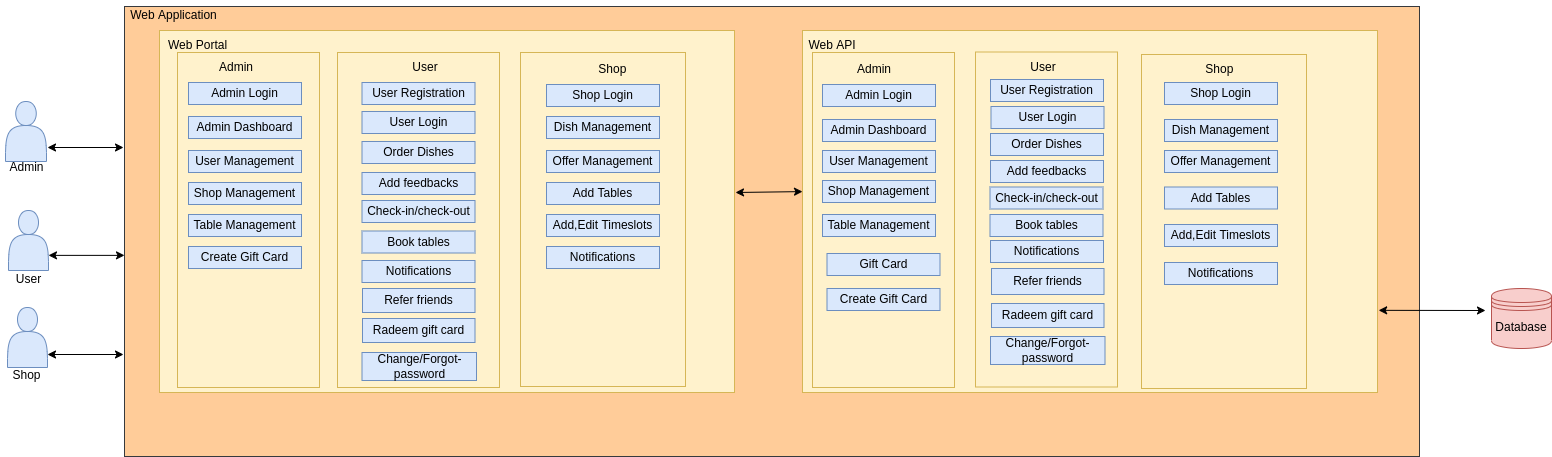 Web Application
Web Portal
Admin
Admin Login
Admin Dashboard
User Management
Shop Management
Table Management
Create Gift Card
User
User Registration
User Login
Order Dishes
Add feedbacks
Check-in/check-out
Book tables
Notifications
Refer friends
Radeem gift card
Change/Forgot-
password
Shop
Shop Login
Dish Management
Offer Management
Add Tables
Add,Edit Timeslots
Notifications
Web API
Admin
Admin Login
Admin Dashboard
User Management
Shop Management
Table Management
Gift Card
Create Gift Card
User
User Registration
User Login
Order Dishes
Add feedbacks
Check-in/check-out
Book tables
Notifications
Refer friends
Radeem gift card
Change/Forgot-
password
Shop
Shop Login
Dish Management
Offer Management
Add Tables
Add,Edit Timeslots
Notifications
Admin
User
Shop
Database